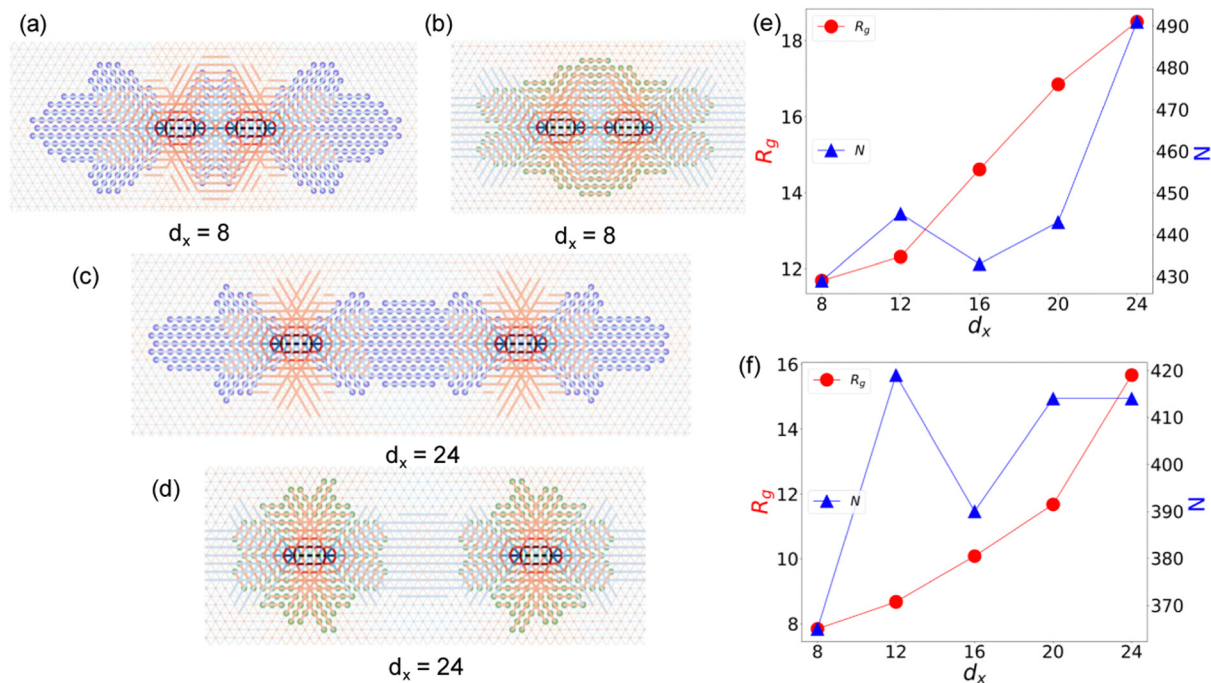 (a)
(b)
d_x = 8
d_x = 8
(c)
d_x = 24
(d)
d_x = 24
(e)
R_g
N
18
16
14
12
R_g
490
480
470
460
450
440
430
N
8 12 16 20 24
d_x
(f)
R_g
N
16
14
12
10
8
R_g
420
410
400
390
380
370
N
8 12 16 20 24
d_x